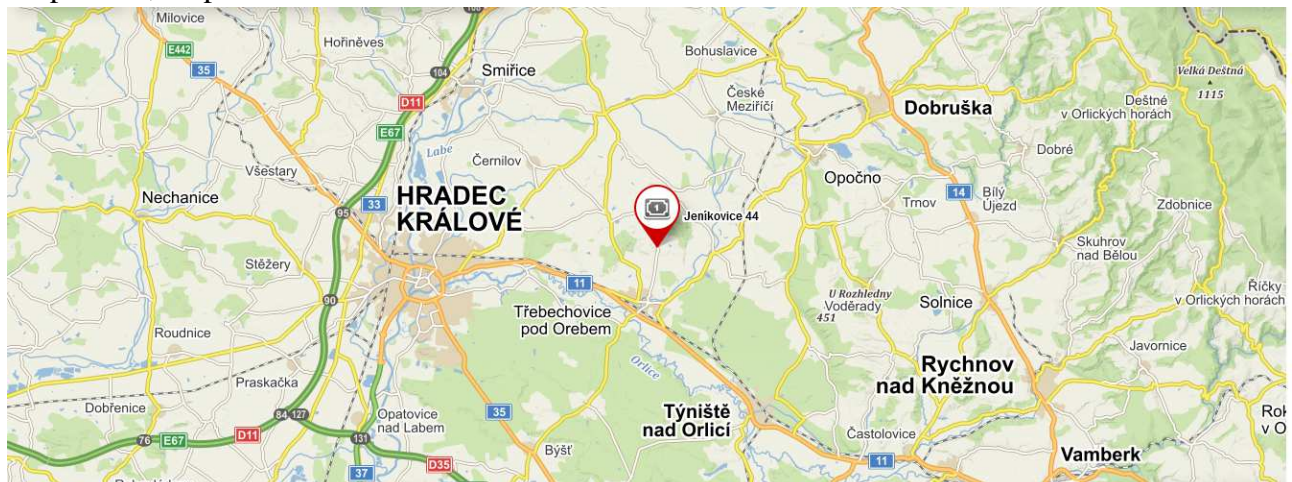 Milovice
108
E442
35
Hořiněves
104
Smiřice
D11
E67
Bohuslavice
České
Meziříčí
Dobruška
Velká Deštná
1115
Deštné
v Orlických horách
Dobré
Labe
Černilov
Všestary
Nechanice
HRADEC
KRÁLOVÉ
33
95
1
Jenikovice 44
Opočno
Trnov
14
Bílý
Újezd
Zdobnice
Skuhrov
nad Bělou
Stěžery
11
90
Třebechovice
pod Orebem
U Rozhledny
451
Voděrady
Solnice
Říčky
v Orlických horách
Roudnice
Orlice
Javornice
Rychnov
nad Kněžnou
Praskačka
Dobřenice
84
127
35
Týniště
nad Orlicí
Opatovice
nad Labem
76
E67
D11
131
Býšť
Častolovice
11
Rok
v O
D35
37
Vamberk